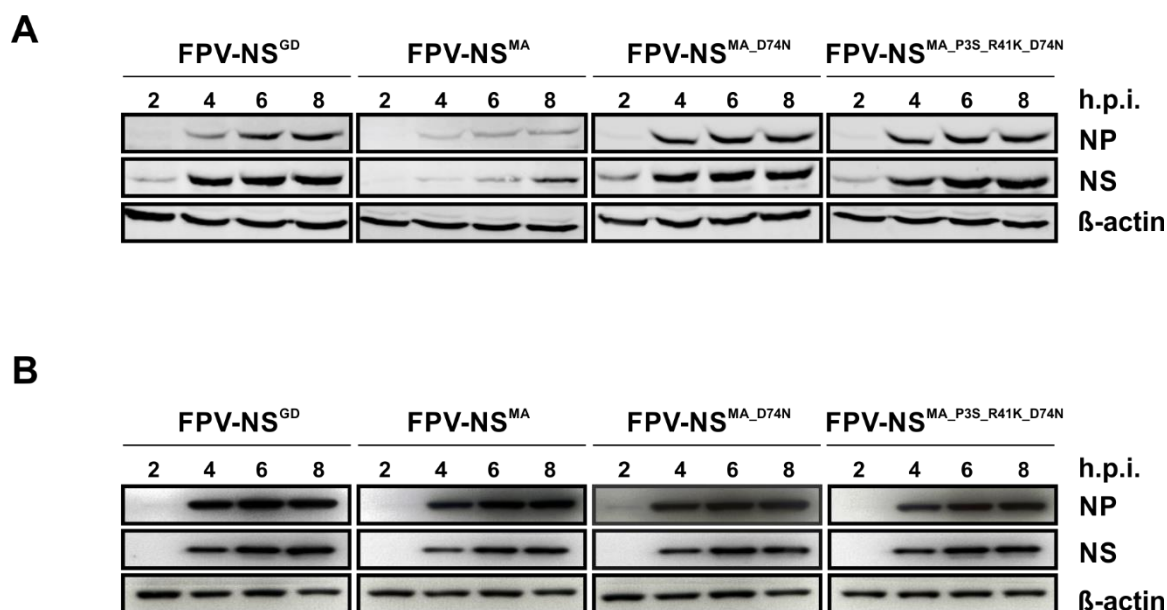 A
FPV-NS^GD FPV-NS^MA FPV-NS^MA_D74N FPV-NS^MA_P3S_R41K_D74N
2 4 6 8 2 4 6 8 2 4 6 8 2 4 6 8 h.p.i.
NP
NS
ß-actin
B
FPV-NS^GD FPV-NS^MA FPV-NS^MA_D74N FPV-NS^MA_P3S_R41K_D74N
2 4 6 8 2 4 6 8 2 4 6 8 2 4 6 8 h.p.i.
NP
NS
ß-actin